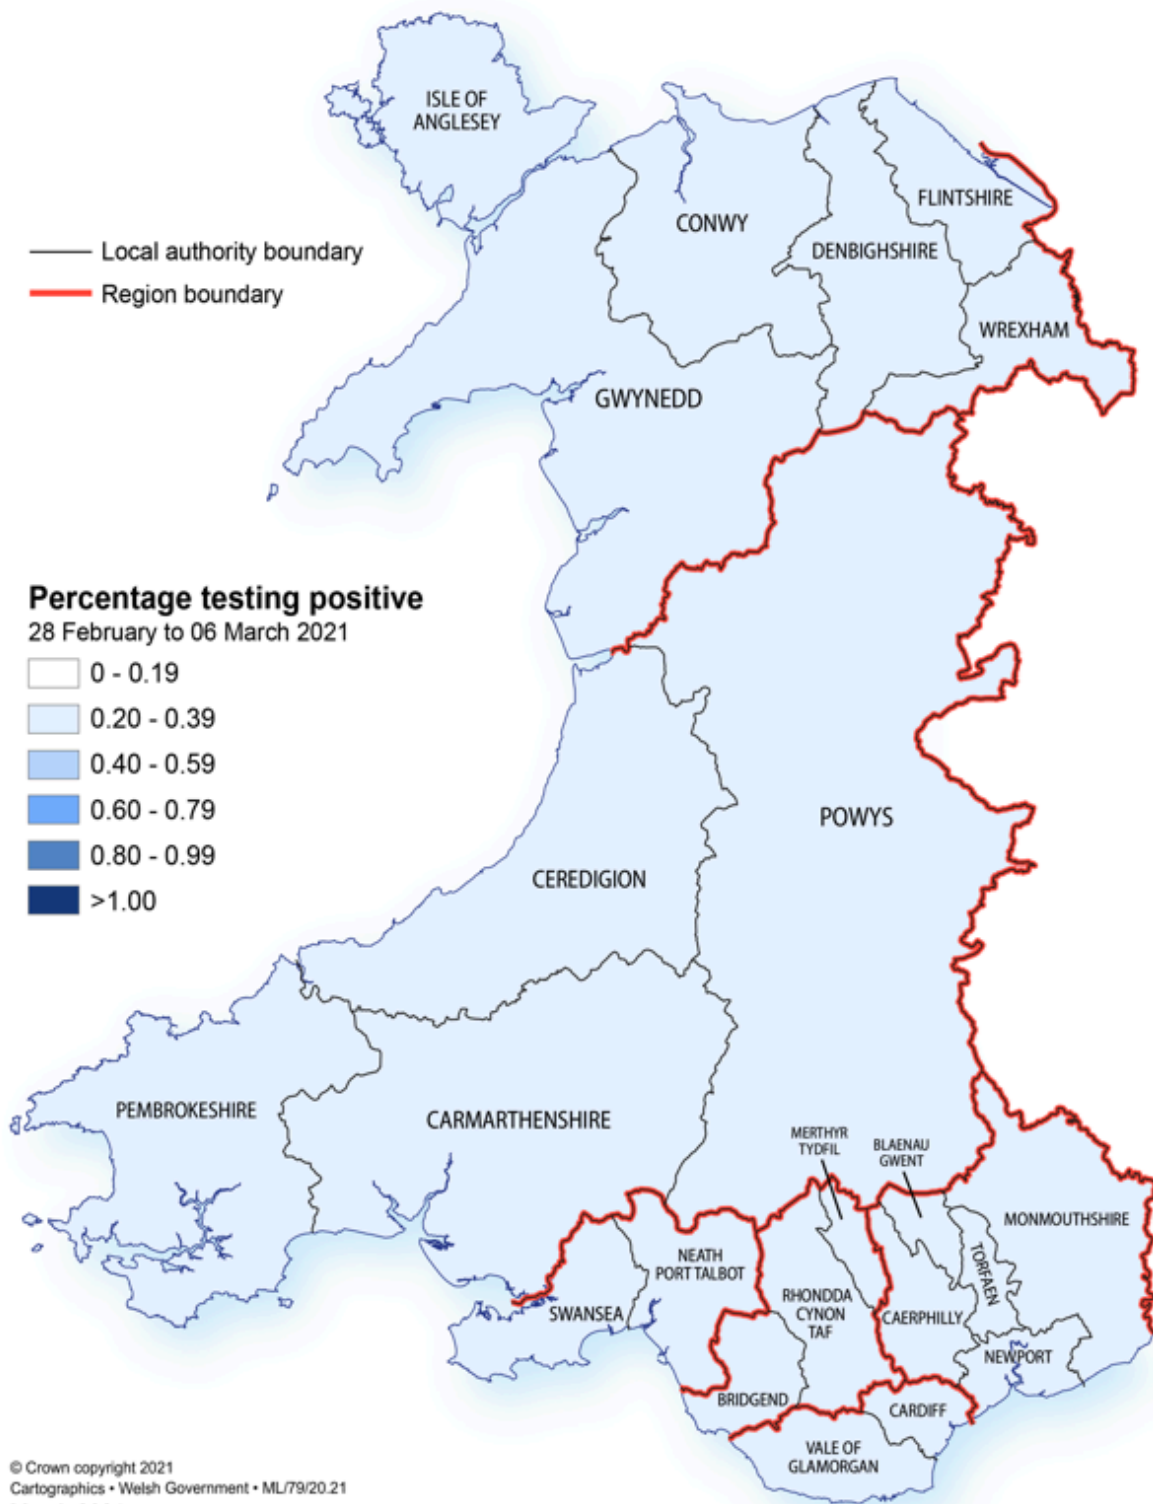 ISLE OF
ANGLESEY
FLINTSHIRE
CONWY
DENBIGHSHIRE
Local authority boundary
Region boundary
WREXHAM
GWYNEDD
Percentage testing positive
28 February to 06 March 2021
0 - 0.19
0.20 - 0.39
0.40 - 0.59
0.60 - 0.79
0.80 - 0.99
>1.00
POWYS
CEREDIGION
PEMBROKESHIRE
CARMARTHENSHIRE
MERTHYR
TYDFIL
BLAENAU
GWENT
MONMOUTHSHIRE
NEATH
PORT TALBOT
TORFAEN
SWANSEA
RHONDDA
CYNON
TAF
CAERPHILLY
NEWPORT
BRIDGEND
CARDIFF
VALE OF
GLAMORGAN
© Crown copyright 2021
Cartographics • Welsh Government • ML/79/20.21